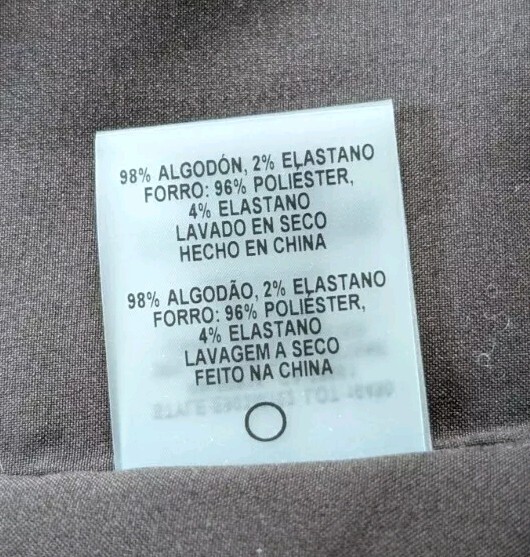 98% ALGODÓN, 2% ELASTANO
FORRO: 96% POLIÉSTER,
4% ELASTANO
LAVADO EN SECO
HECHO EN CHINA
98% ALGODÃO, 2% ELASTANO
FORRO: 96% POLIÉSTER,
4% ELASTANO
LAVAGEM A SECO
FEITO NA CHINA